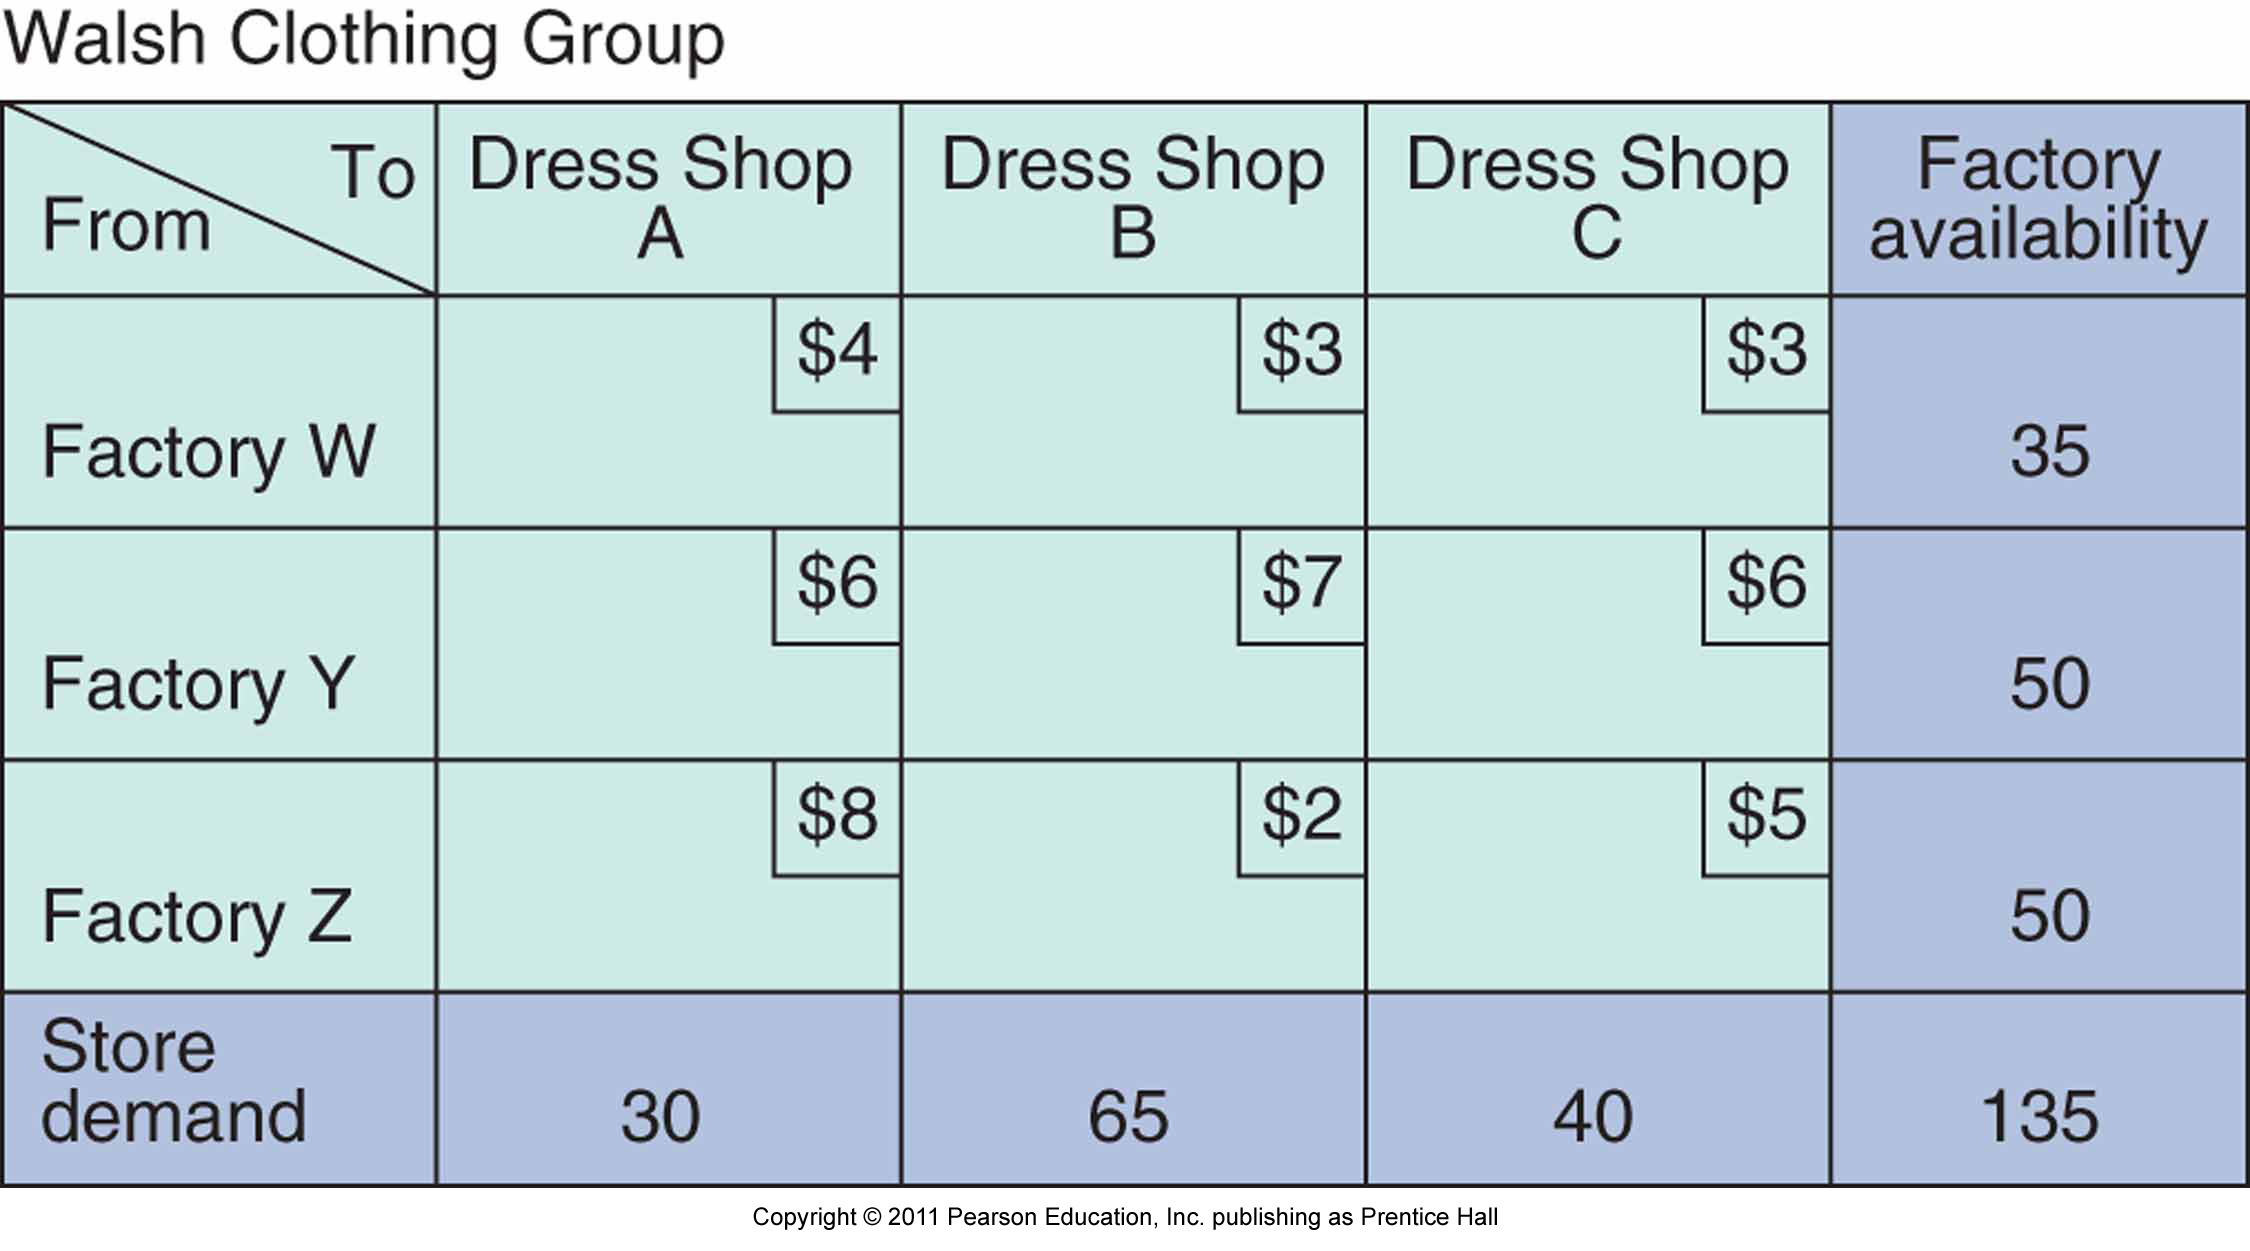 Walsh Clothing Group
To
From
Dress Shop
A
Dress Shop
B
Dress Shop
C
Factory
availability
Factory W
$4
$3
$3
35
Factory Y
$6
$7
$6
50
Factory Z
$8
$2
$5
50
Store
demand
30
65
40
135
Copyright © 2011 Pearson Education, Inc. publishing as Prentice Hall